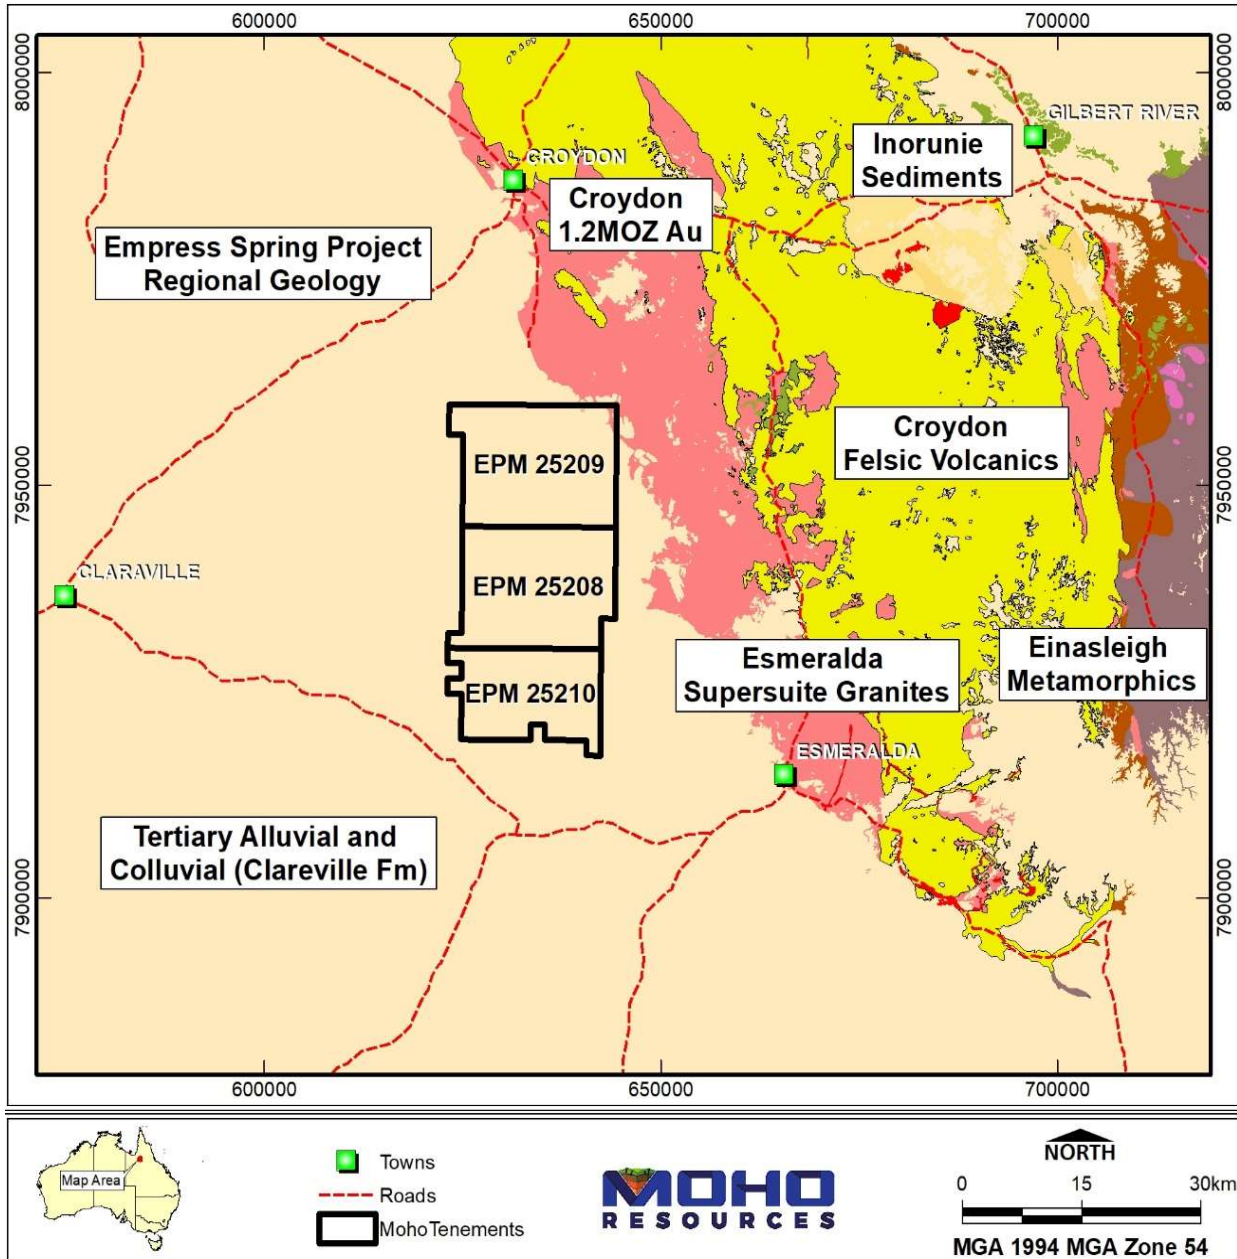 600000
650000
700000
8000000
8000000
GILBERT RIVER
Inorunie
Sediments
CROYDON
Croydon
1.2MOZ Au
Empress Spring Project
Regional Geology
Croydon
Felsic Volcanics
EPM 25209
7950000
7950000
EPM 25208
CLARAVILLE
Esmeralda
Supersuite Granites
Einasleigh
Metamorphics
EPM 25210
ESMERALDA
Tertiary Alluvial and
Colluvial (Clareville Fm)
7900000
7900000
600000
650000
700000
Map Area
Towns
Roads
Moho Tenements
MOHO
RESOURCES
NORTH
0 15 30km
MGA 1994 MGA Zone 54